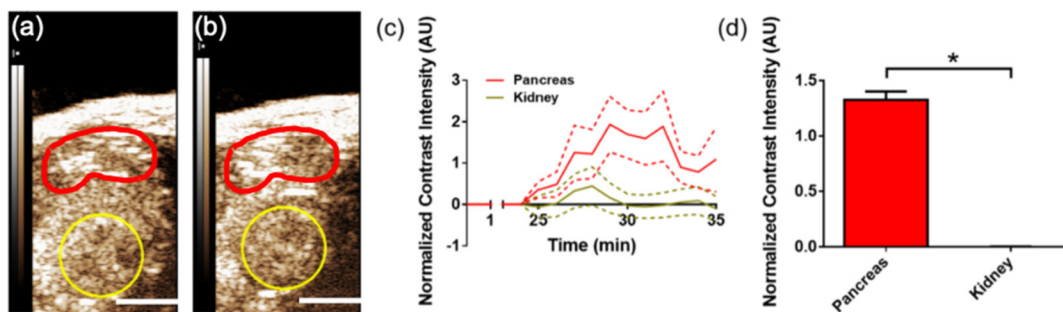 (a)
(b)
(c)
Normalized Contrast Intensity (AU)
3
2
1
0
-1
Pancreas
Kidney
1
25
30
35
Time (min)
(d)
Normalized Contrast Intensity (AU)
1.5
1.0
0.5
0.0
*
Pancreas
Kidney